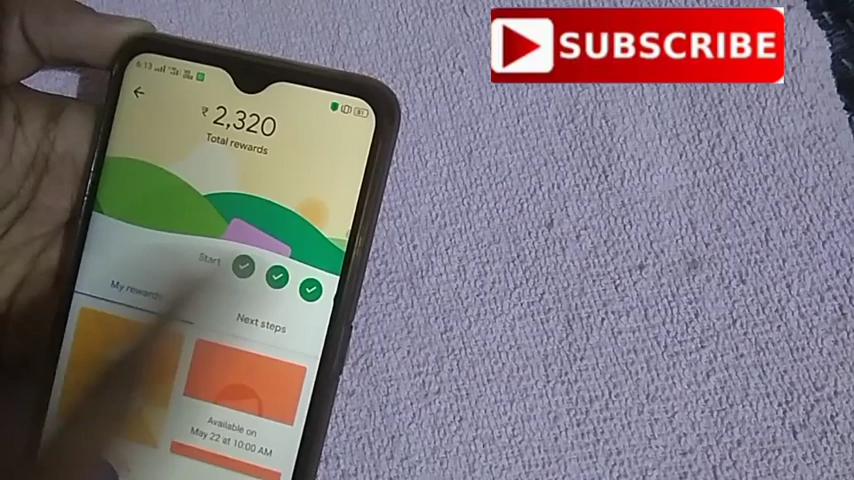 SUBSCRIBE
6:13
₹ 2,320
Total rewards
Start
My rewards
Next steps
Available on
May 22 at 10:00 AM